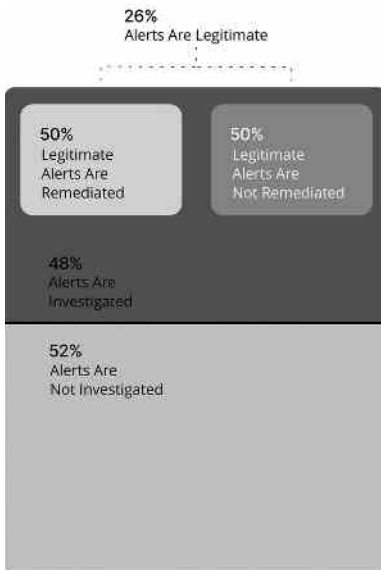 26%
Alerts Are Legitimate
50%
Legitimate
Alerts Are
Remediated
50%
Legitimate
Alerts Are
Not Remediated
48%
Alerts Are
Investigated
52%
Alerts Are
Not Investigated